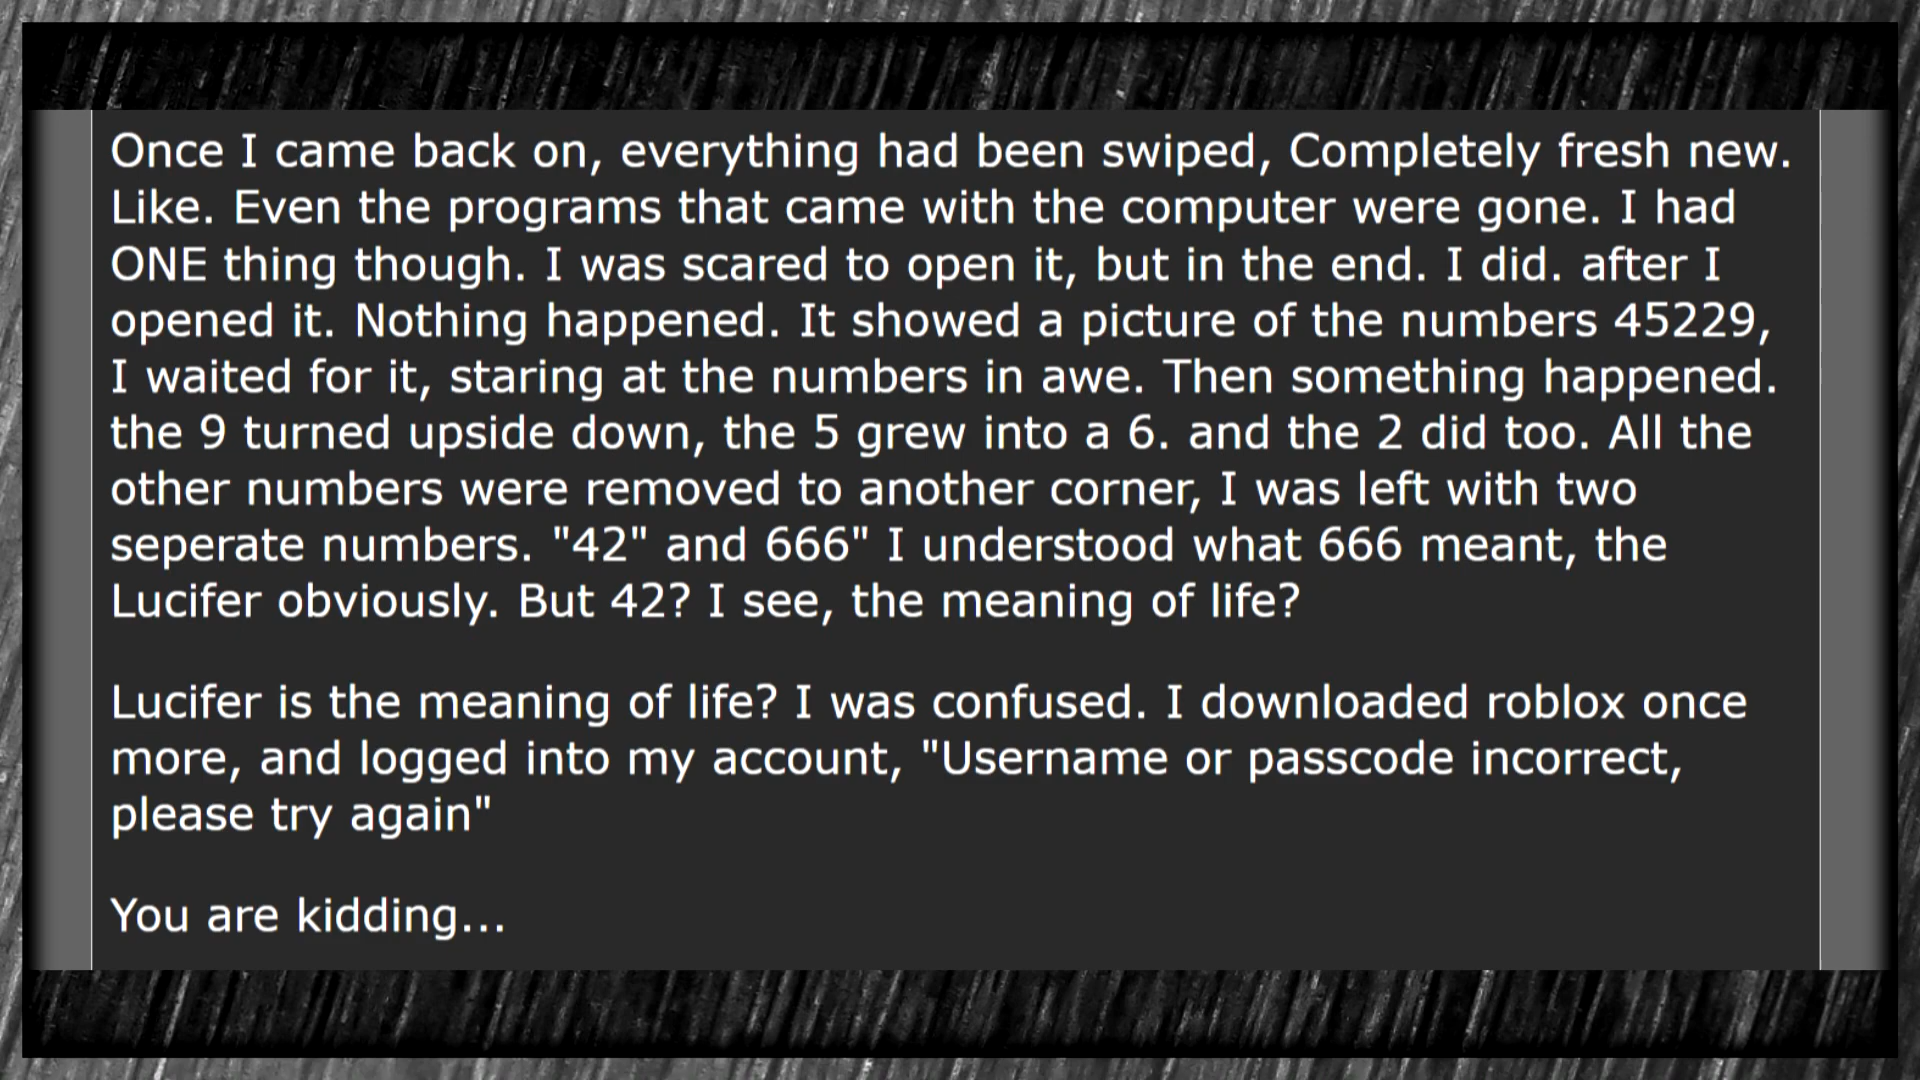 Once I came back on, everything had been swiped, Completely fresh new.
Like. Even the programs that came with the computer were gone. I had
ONE thing though. I was scared to open it, but in the end. I did. after I
opened it. Nothing happened. It showed a picture of the numbers 45229,
I waited for it, staring at the numbers in awe. Then something happened.
the 9 turned upside down, the 5 grew into a 6. and the 2 did too. All the
other numbers were removed to another corner, I was left with two
seperate numbers. "42" and 666" I understood what 666 meant, the
Lucifer obviously. But 42? I see, the meaning of life?
Lucifer is the meaning of life? I was confused. I downloaded roblox once
more, and logged into my account, "Username or passcode incorrect,
please try again"
You are kidding...